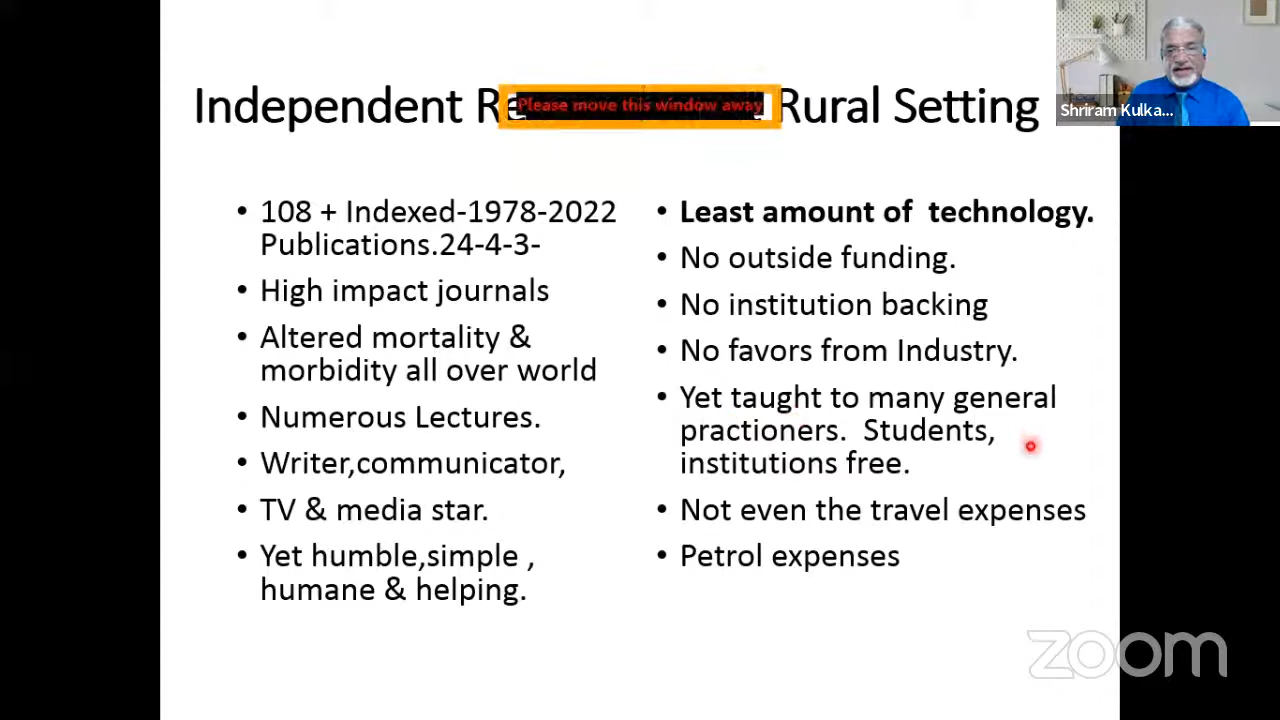 Independent Re Rural Setting
Please move this window away
Shriram Kulka...
• 108 + Indexed-1978-2022
Publications.24-4-3-
• High impact journals
• Altered mortality &
morbidity all over world
• Numerous Lectures.
• Writer,communicator,
• TV & media star.
• Yet humble,simple ,
humane & helping.
• Least amount of technology.
• No outside funding.
• No institution backing
• No favors from Industry.
• Yet taught to many general
practioners. Students,
institutions free.
• Not even the travel expenses
• Petrol expenses
zoom